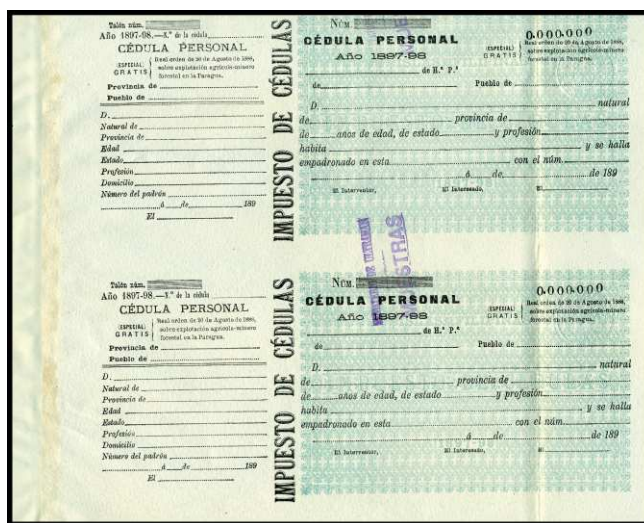 Talón núm.
Año 1897-98.—N.º de la cédula
CÉDULA PERSONAL
(ESPECIAL)
GRATIS
Real orden de 20 de Agosto de 1888,
sobre explotación agrícola-minero
forestal en la Paragua.
Provincia de
Pueblo de
D.
Natural de
Provincia de
Edad
Estado
Profesión
Domicilio
Número del padrón
á de 189
El
IMPUESTO DE CÉDULAS
NÚM.
CÉDULA PERSONAL
Año 1897-98
de H.ª P.ª
(ESPECIAL)
GRATIS
0.000.000
Real orden de 20 de Agosto de 1888,
sobre explotación agrícola-minero
forestal en la Paragua.
de Pueblo de
D. natural
de provincia de
de años de edad, de estado y profesión
habita y se halla
empadronado en esta con el núm.
á de de 189
El Interventor, El Interesado, El
MINISTERIO DE ULTRAMAR
MUESTRAS
Talón núm.
Año 1897-98.—N.º de la cédula
CÉDULA PERSONAL
(ESPECIAL)
GRATIS
Real orden de 20 de Agosto de 1888,
sobre explotación agrícola-minero
forestal en la Paragua.
Provincia de
Pueblo de
D.
Natural de
Provincia de
Edad
Estado
Profesión
Domicilio
Número del padrón
á de 189
El
IMPUESTO DE CÉDULAS
NÚM.
CÉDULA PERSONAL
Año 1897-98
de H.ª P.ª
(ESPECIAL)
GRATIS
0.000.000
Real orden de 20 de Agosto de 1888,
sobre explotación agrícola-minero
forestal en la Paragua.
de Pueblo de
D. natural
de provincia de
de años de edad, de estado y profesión
habita y se halla
empadronado en esta con el núm.
á de de 189
El Interventor, El Interesado, El